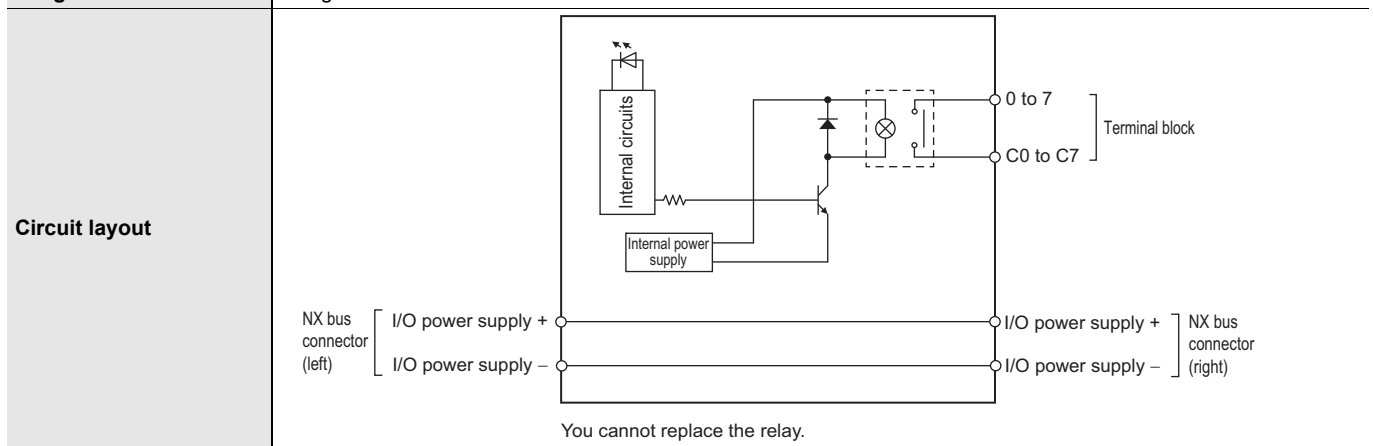 Circuit layout
Internal circuits
Internal power
supply
0 to 7
C0 to C7
Terminal block
NX bus
connector
(left)
I/O power supply +
I/O power supply −
I/O power supply +
I/O power supply −
NX bus
connector
(right)
You cannot replace the relay.